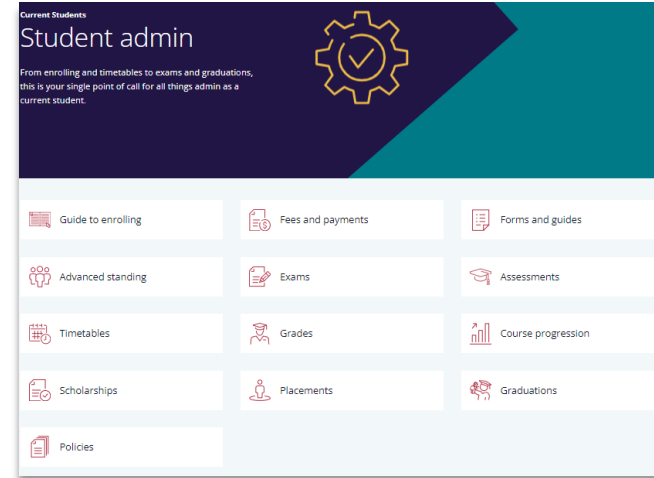 Current Students
Student admin
From enrolling and timetables to exams and graduations,
this is your single point of call for all things admin as a
current student.
Guide to enrolling
Fees and payments
Forms and guides
Advanced standing
Exams
Assessments
Timetables
Grades
Course progression
Scholarships
Placements
Graduations
Policies